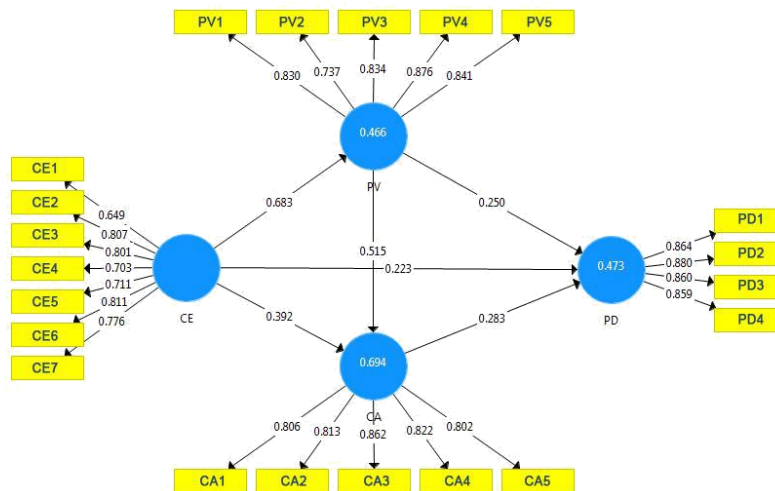 PV1 PV2 PV3 PV4 PV5
0.830 0.737 0.834 0.876 0.841
0.466
PV
CE1
CE2
CE3
CE4
CE5
CE6
CE7
0.649
0.807
0.801
0.703
0.711
0.811
0.776
CE
0.683
0.515
0.250
0.223
0.392
0.283
0.473
PD
0.864
0.880
0.860
0.859
PD1
PD2
PD3
PD4
0.694
CA
0.806 0.813 0.862 0.822 0.802
CA1 CA2 CA3 CA4 CA5